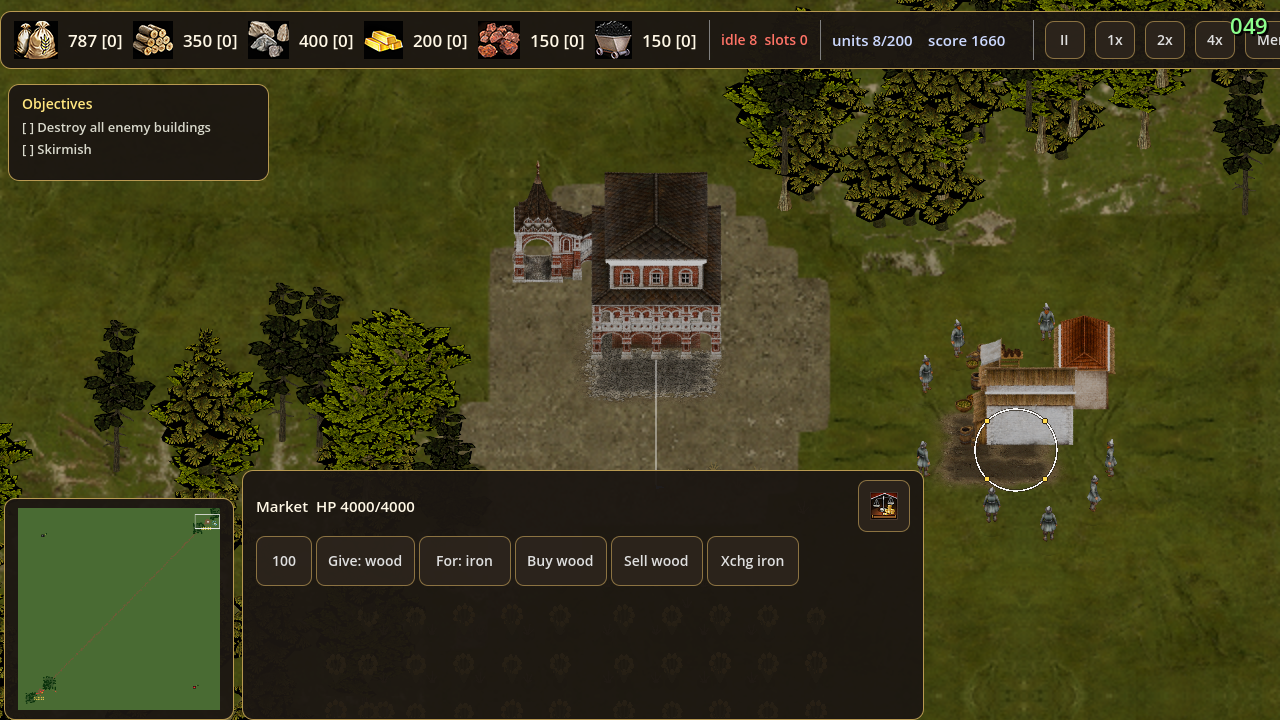 787 [0] 350 [0] 400 [0] 200 [0] 150 [0] 150 [0] idle 8 slots 0 units 8/200 score 1660 II 1x 2x 4x
049
Objectives
[ ] Destroy all enemy buildings
[ ] Skirmish
Market HP 4000/4000
100 Give: wood For: iron Buy wood Sell wood Xchg iron